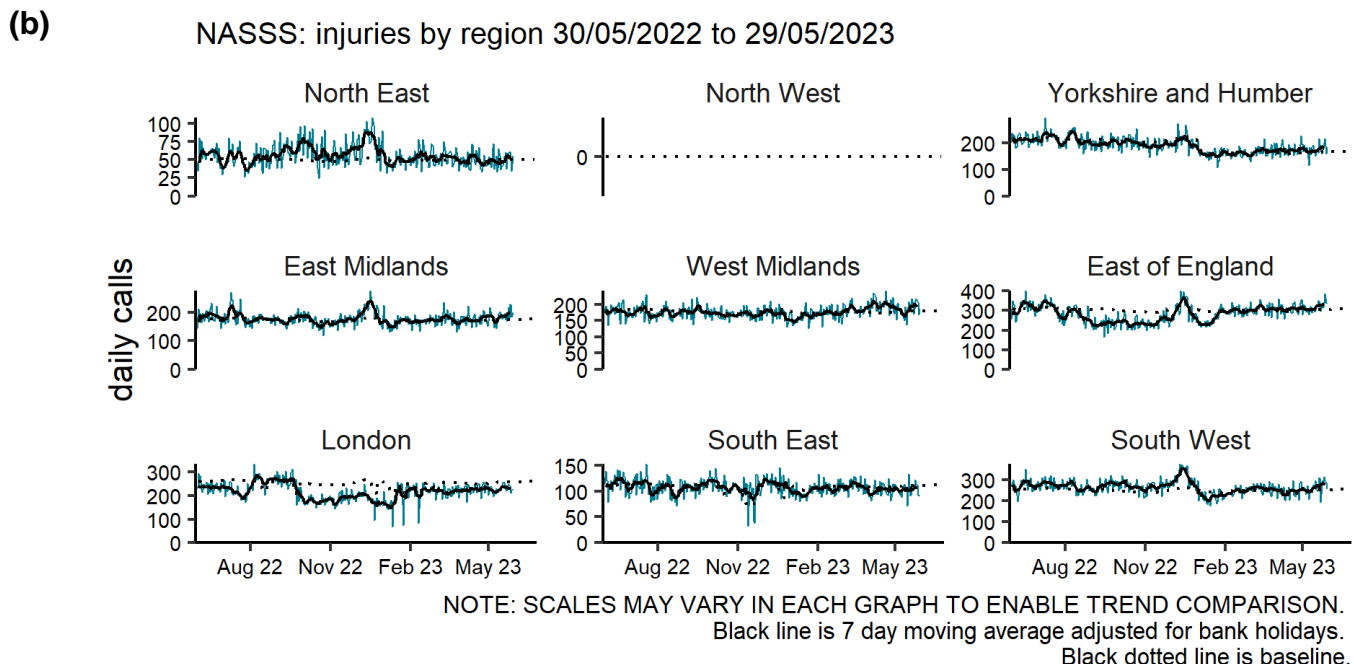 (b)
NASSS: injuries by region 30/05/2022 to 29/05/2023
North East
North West
Yorkshire and Humber
100
75
50
25
0
0
200
100
0
East Midlands
West Midlands
East of England
daily calls
200
100
0
200
150
100
50
0
400
300
200
100
0
London
South East
South West
300
200
100
0
150
100
50
0
300
200
100
0
Aug 22 Nov 22 Feb 23 May 23
Aug 22 Nov 22 Feb 23 May 23
Aug 22 Nov 22 Feb 23 May 23
NOTE: SCALES MAY VARY IN EACH GRAPH TO ENABLE TREND COMPARISON.
Black line is 7 day moving average adjusted for bank holidays.
Black dotted line is baseline.